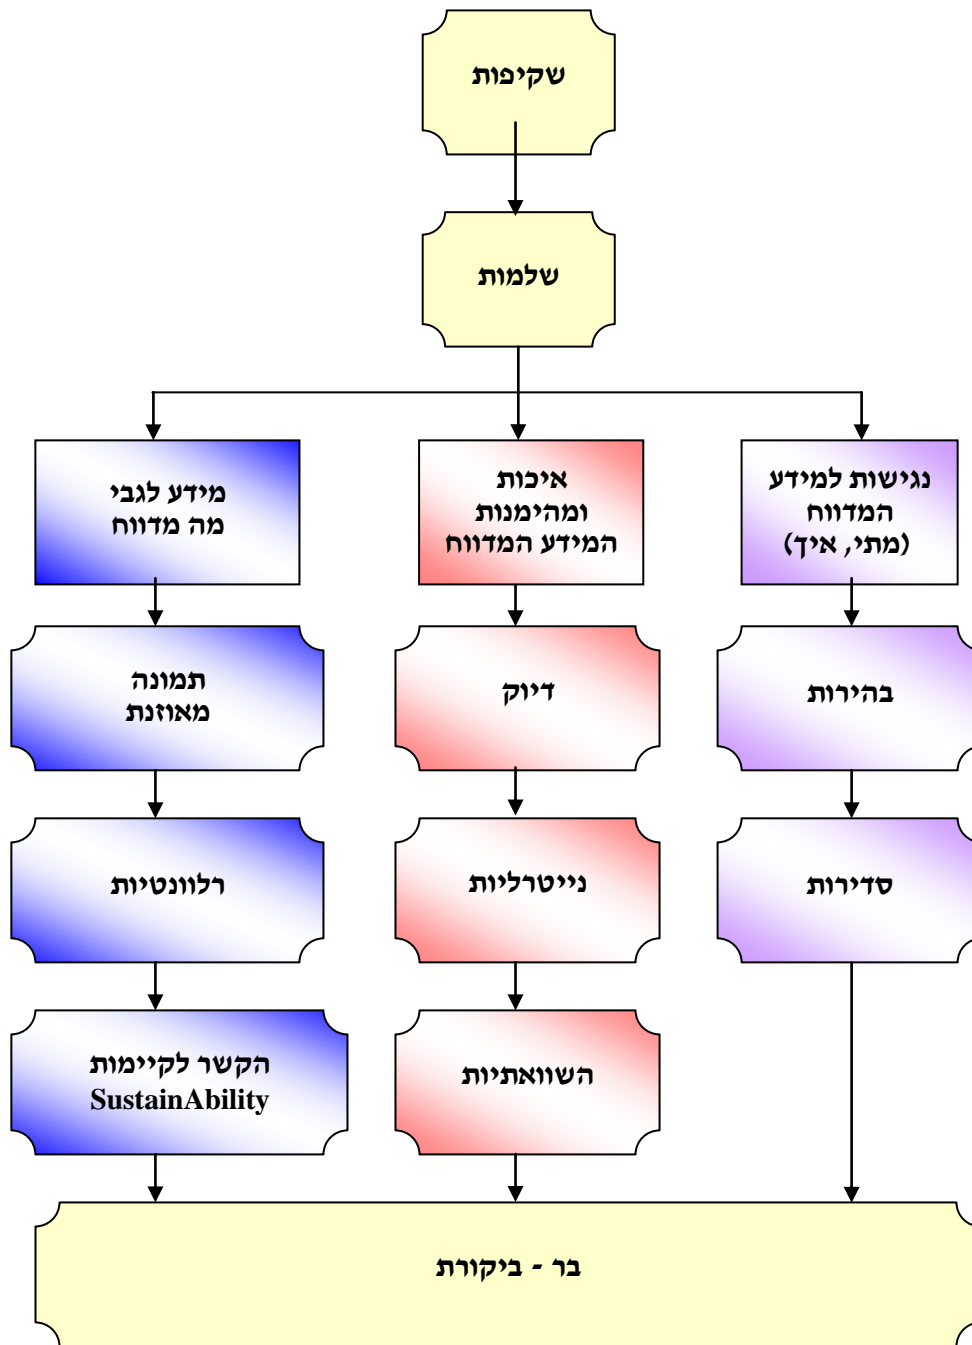 שקיפות
שלמות
נגישות למידע
המדווח
(מתי, איך)
בהירות
סדירות
איכות
ומהימנות
המידע המדווח
דיוק
נייטרליות
השוואתיות
מידע לגבי
מה מדווח
תמונה
מאוזנת
רלוונטיות
הקשר לקיימות
SustainAbility
בר - ביקורת